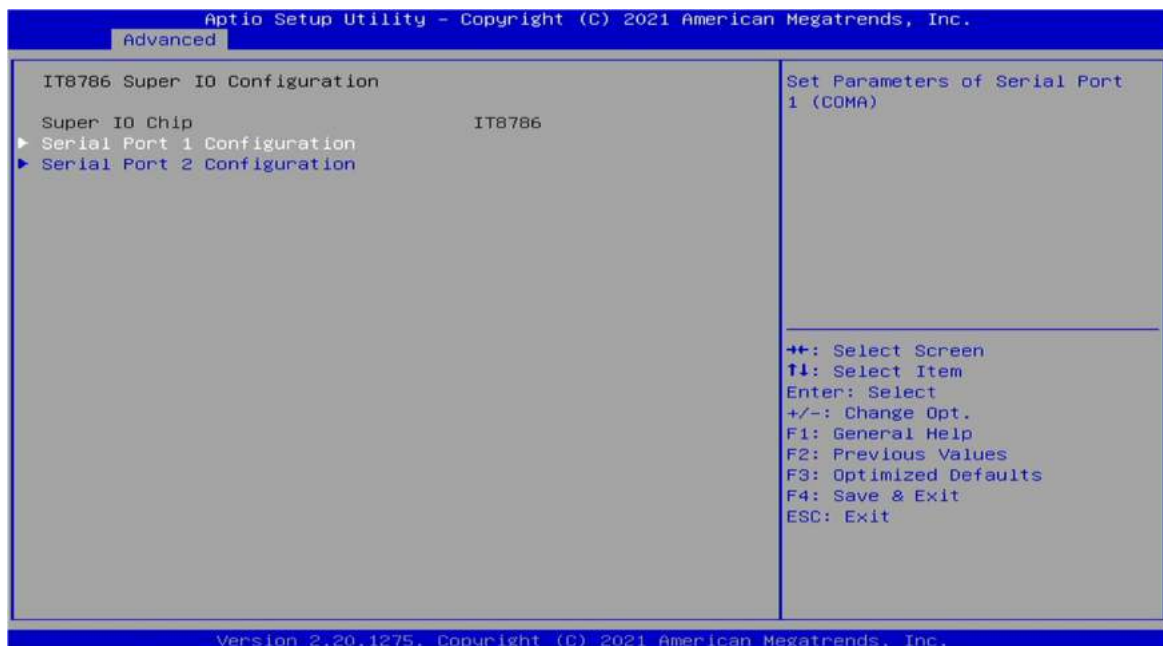 Aptio Setup Utility – Copyright (C) 2021 American Megatrends, Inc.
Advanced
IT8786 Super IO Configuration
Super IO Chip IT8786
▶ Serial Port 1 Configuration
▶ Serial Port 2 Configuration
Set Parameters of Serial Port
1 (COMA)
→←: Select Screen
↑↓: Select Item
Enter: Select
+/-: Change Opt.
F1: General Help
F2: Previous Values
F3: Optimized Defaults
F4: Save & Exit
ESC: Exit
Version 2.20.1275. Copyright (C) 2021 American Megatrends, Inc.